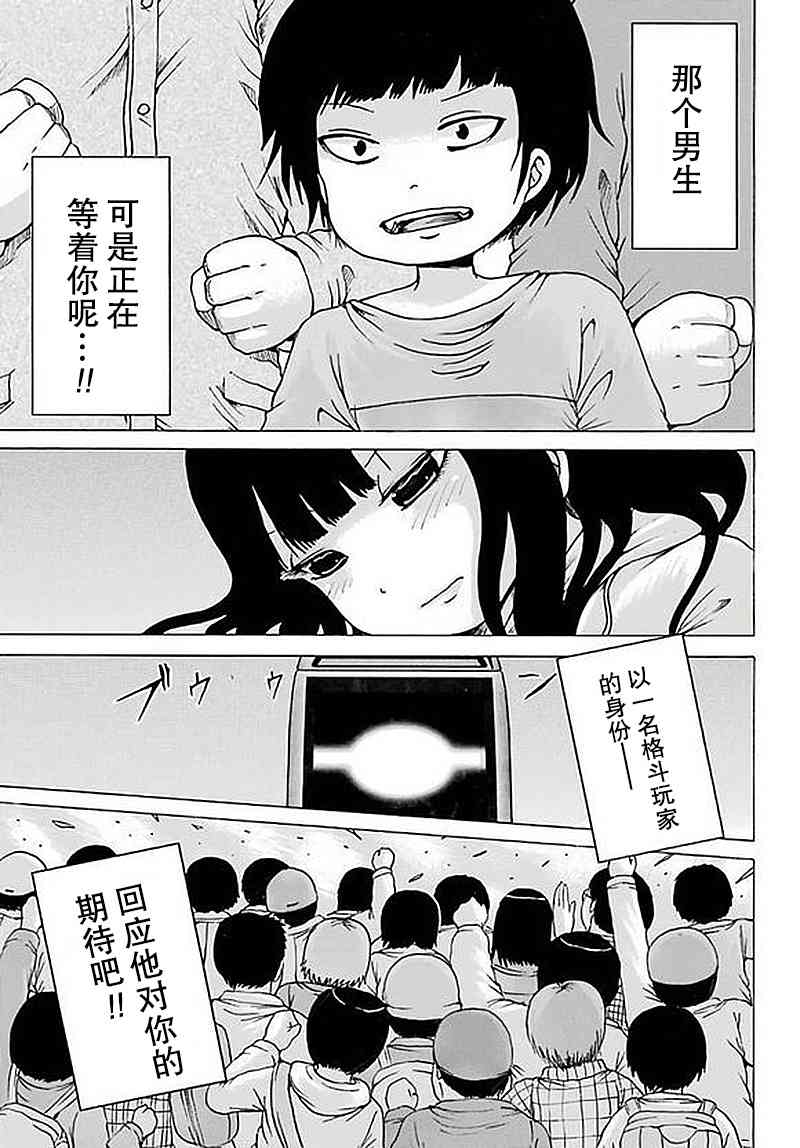 那个男生
可是正在
等着你呢…!!
ブゥゥン
以一名格斗玩家
的身份——
回应他对你的
期待吧!!